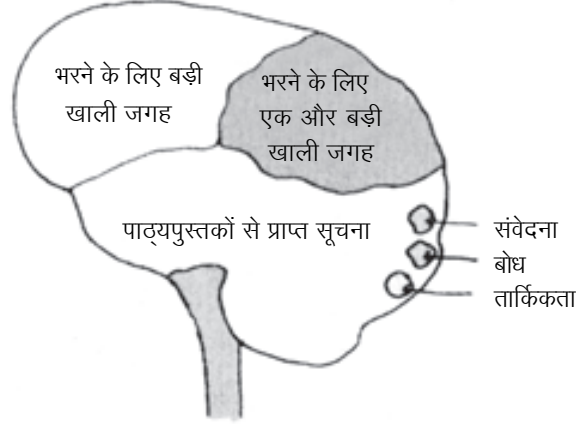 भरने के लिए बड़ी
खाली जगह
भरने के लिए
एक और बड़ी
खाली जगह
पाठ्यपुस्तकों से प्राप्त सूचना
संवेदना
बोध
तार्किकता